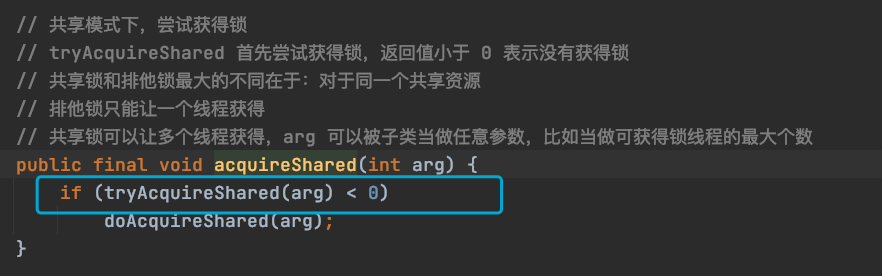 // 共享模式下，尝试获得锁
// tryAcquireShared 首先尝试获得锁，返回值小于 0 表示没有获得锁
// 共享锁和排他锁最大的不同在于：对于同一个共享资源
// 排他锁只能让一个线程获得
// 共享锁可以让多个线程获得，arg 可以被子类当做任意参数，比如当做可获得锁线程的最大个数
public final void acquireShared(int arg) {
    if (tryAcquireShared(arg) < 0)
        doAcquireShared(arg);
}